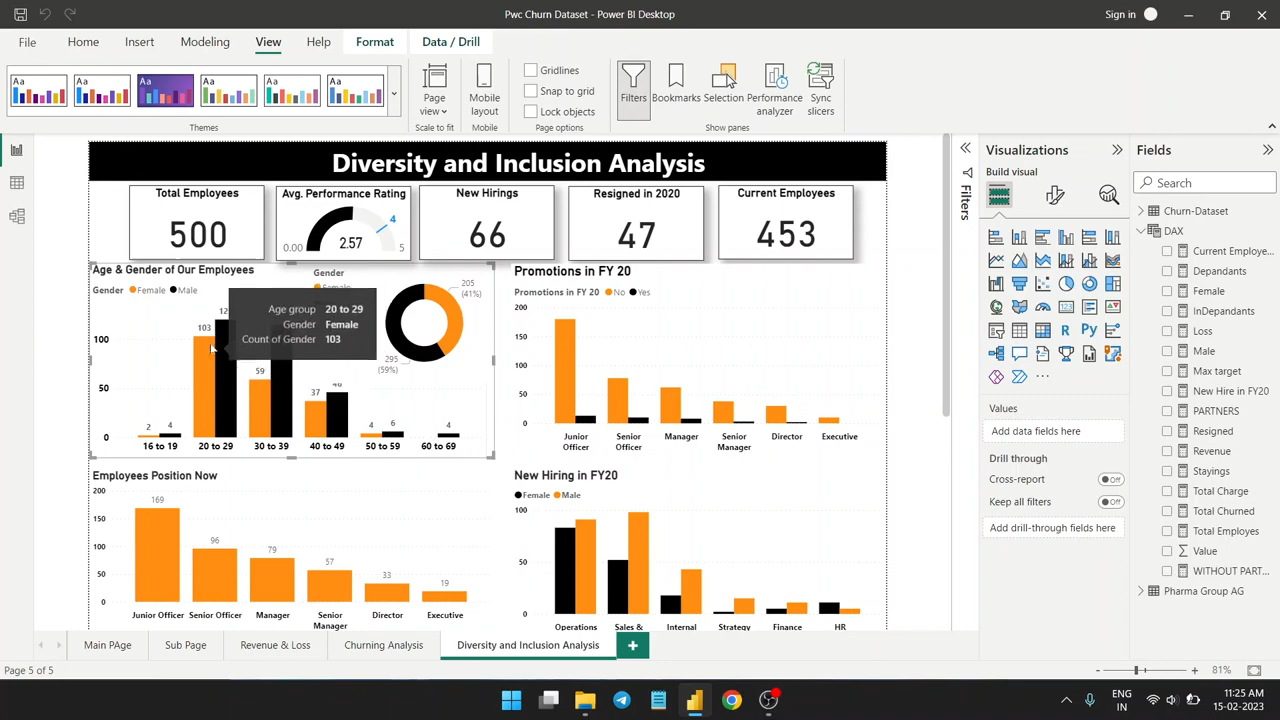 Pwc Churn Dataset - Power BI Desktop
Sign in
File Home Insert Modeling View Help Format Data / Drill
Aa Aa Aa Aa Aa Aa
Themes
Page view
Scale to fit
Mobile layout
Mobile
Gridlines
Snap to grid
Lock objects
Page options
Filters
Bookmarks
Selection
Performance analyzer
Sync slicers
Show panes
Diversity and Inclusion Analysis
Total Employees
500
Avg. Performance Rating
4
0.00 2.57 5
New Hirings
66
Resigned in 2020
47
Current Employees
453
Age & Gender of Our Employees
Gender Female Male
Gender
205
(41%)
295
(59%)
Age group 20 to 29
Gender Female
Count of Gender 103
100
50
0
2 4 103 59 37 4 6 4
16 to 19 20 to 29 30 to 39 40 to 49 50 to 59 60 to 69
Promotions in FY 20
Promotions in FY 20 No Yes
200
150
100
50
0
Junior Officer Senior Officer Manager Senior Manager Director Executive
Employees Position Now
200
150
100
50
0
169 96 79 57 33 19
Junior Officer Senior Officer Manager Senior Manager Director Executive
New Hiring in FY20
Female Male
100
50
0
Operations Sales & Internal Strategy Finance HR
Filters
Visualizations
Build visual
R Py
Values
Add data fields here
Drill through
Cross-report Off
Keep all filters Off
Add drill-through fields here
Fields
Search
Churn-Dataset
DAX
Current Employe...
Depandants
Female
InDepandants
Loss
Male
Max target
New Hire in FY20
PARTNERS
Resigned
Revenue
Stayings
Total Charge
Total Churned
Total Employes
Value
WITHOUT PART...
Pharma Group AG
Main PAge Sub Page Revenue & Loss Churning Analysis Diversity and Inclusion Analysis
Page 5 of 5
- + 81%
ENG
IN
11:25 AM
15-02-2023